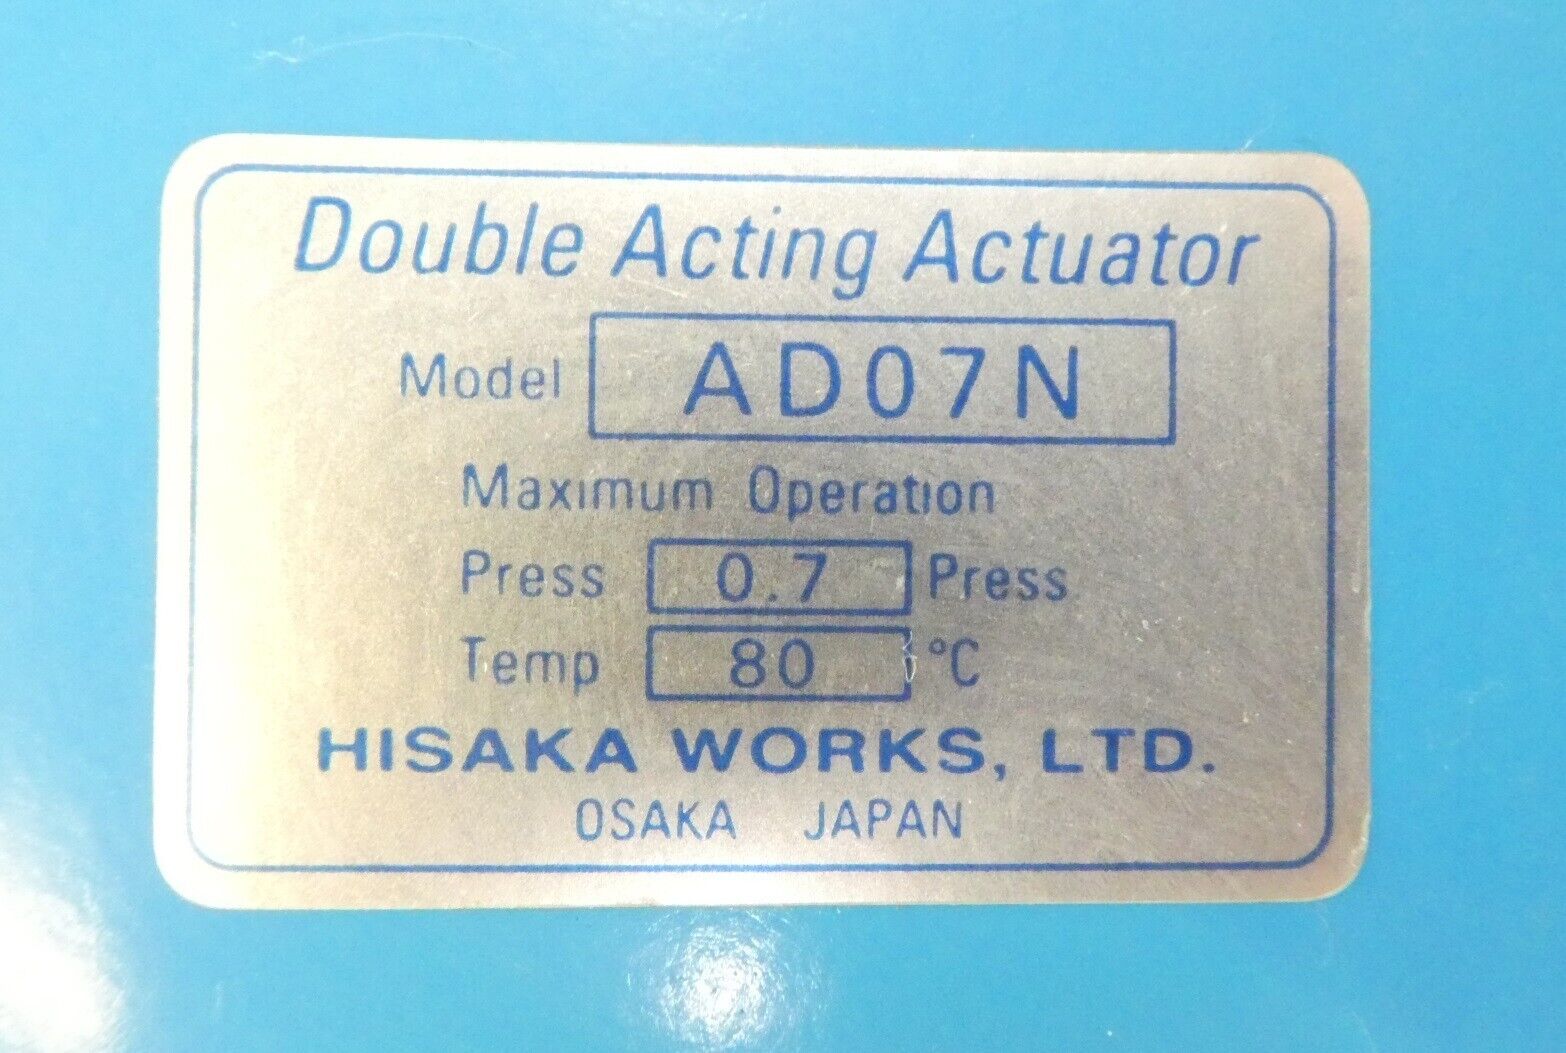 Double Acting Actuator
Model AD07N
Maximum Operation
Press 0.7 Press
Temp 80 °C
HISAKA WORKS, LTD.
OSAKA JAPAN